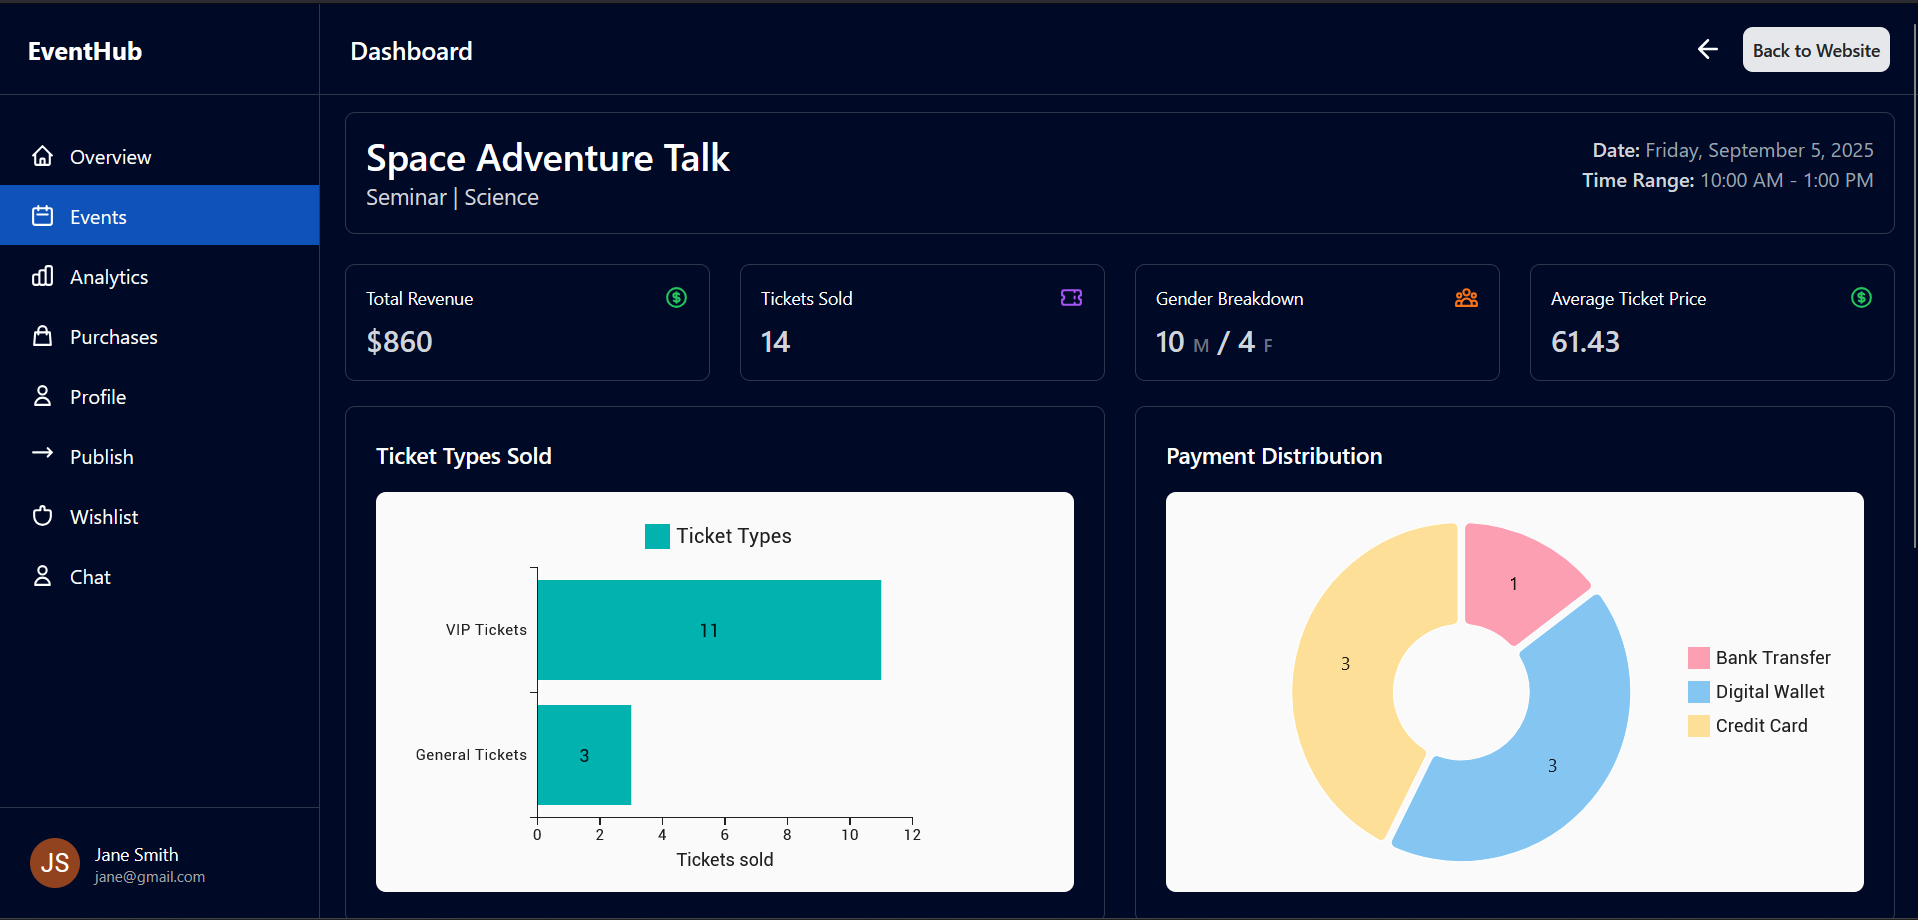 EventHub
Dashboard
Back to Website
Overview
Events
Analytics
Purchases
Profile
Publish
Wishlist
Chat
JS
Jane Smith
jane@gmail.com
Space Adventure Talk
Seminar | Science
Date: Friday, September 5, 2025
Time Range: 10:00 AM - 1:00 PM
Total Revenue
$860
Tickets Sold
14
Gender Breakdown
10 M / 4 F
Average Ticket Price
61.43
Ticket Types Sold
Ticket Types
VIP Tickets
11
General Tickets
3
0 2 4 6 8 10 12
Tickets sold
Payment Distribution
1
3
3
Bank Transfer
Digital Wallet
Credit Card